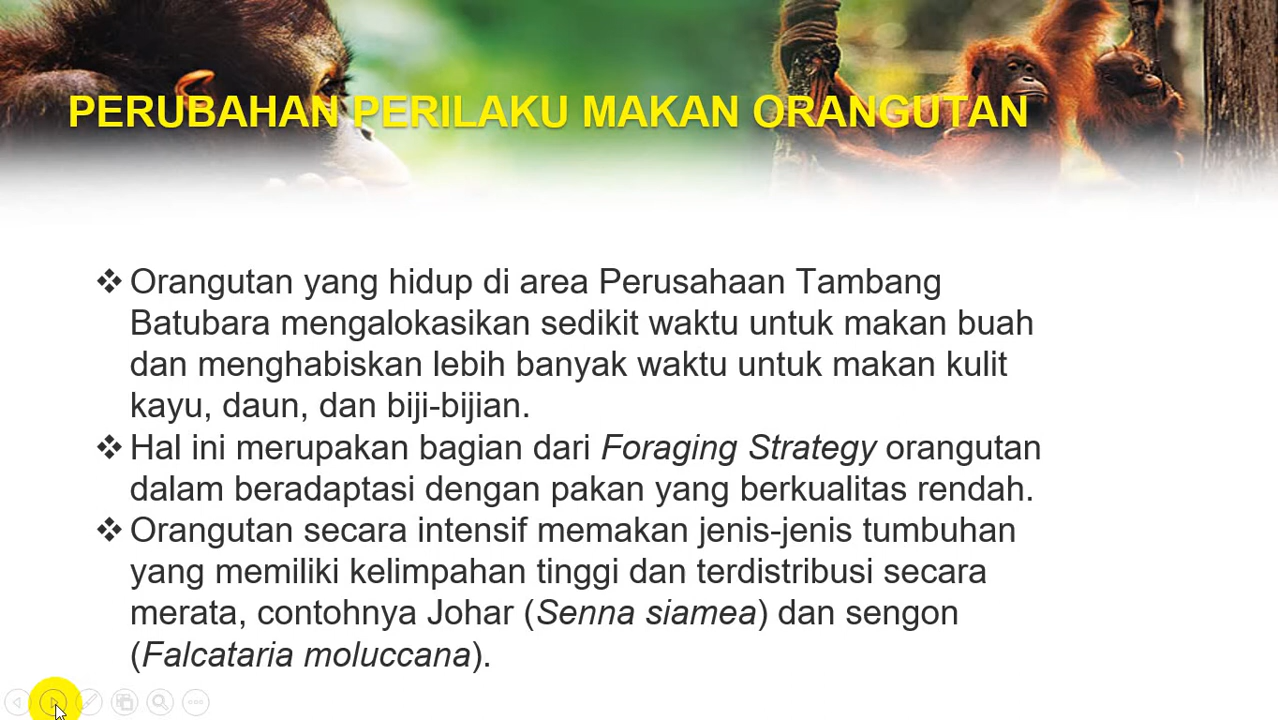 PERUBAHAN PERILAKU MAKAN ORANGUTAN
❖ Orangutan yang hidup di area Perusahaan Tambang
Batubara mengalokasikan sedikit waktu untuk makan buah
dan menghabiskan lebih banyak waktu untuk makan kulit
kayu, daun, dan biji-bijian.
❖ Hal ini merupakan bagian dari Foraging Strategy orangutan
dalam beradaptasi dengan pakan yang berkualitas rendah.
❖ Orangutan secara intensif memakan jenis-jenis tumbuhan
yang memiliki kelimpahan tinggi dan terdistribusi secara
merata, contohnya Johar (Senna siamea) dan sengon
(Falcataria moluccana).